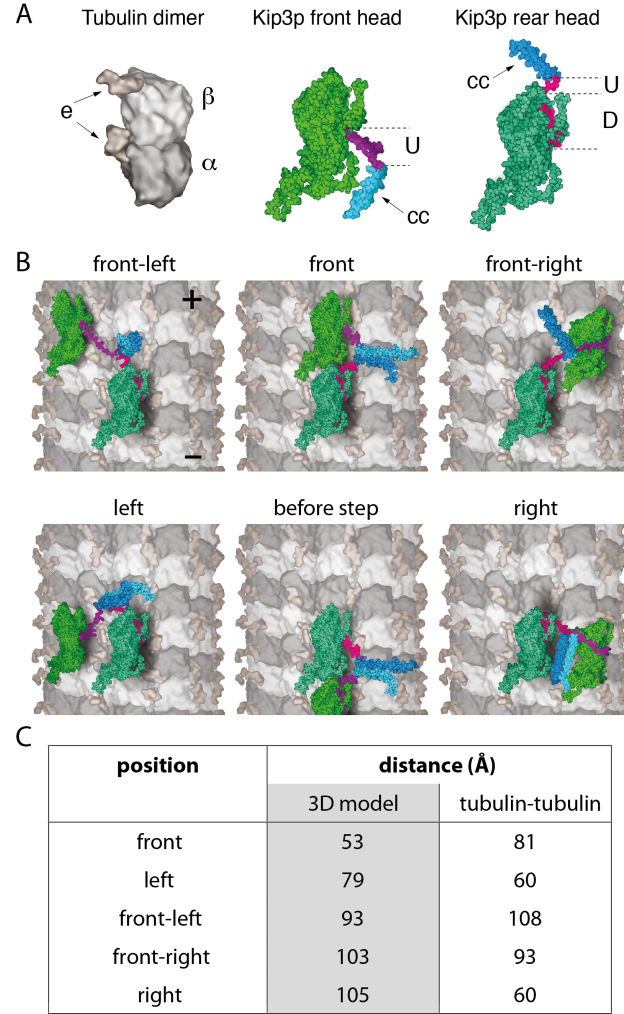 A
Tubulin dimer
Kip3p front head
Kip3p rear head
e
β
α
U
cc
cc
U
D
B
front-left
front
front-right
+
−
left
before step
right
C
position distance (Å)
3D model tubulin-tubulin
front 53 81
left 79 60
front-left 93 108
front-right 103 93
right 105 60